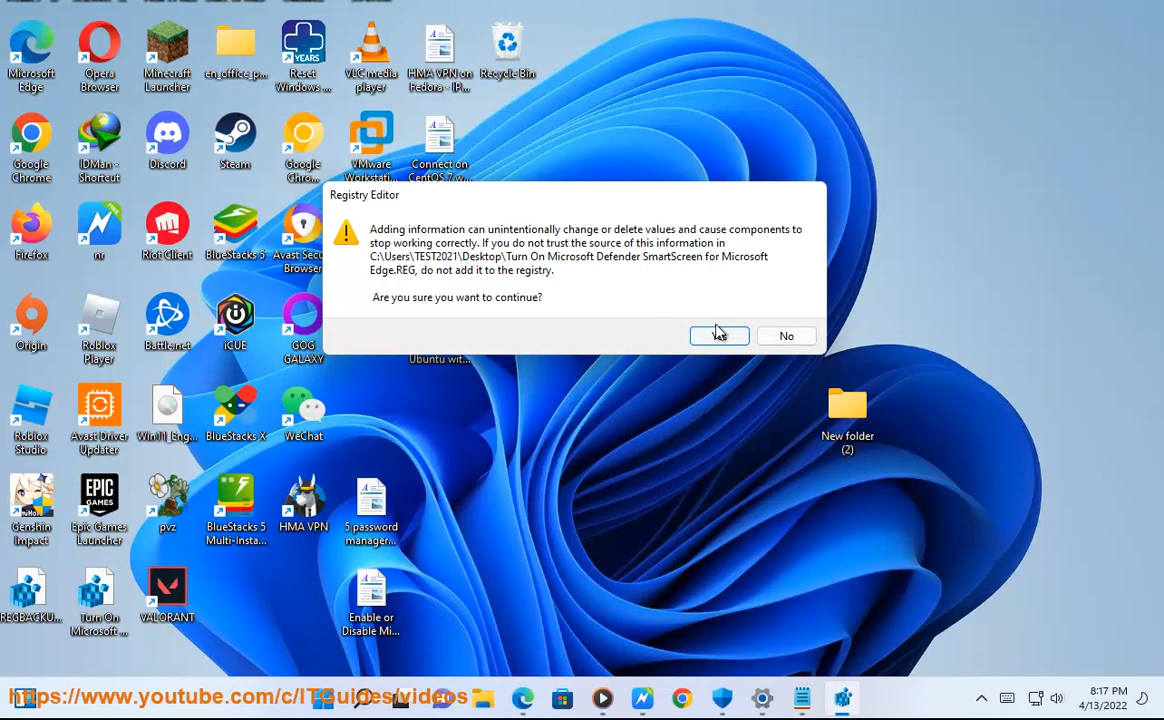 Microsoft
Edge
Opera
Browser
Minecraft
Launcher
en_office_p...
YEARS
Reset
Windows ...
VLC media
player
HMA VPN on
Fedora - IP...
Recycle Bin
Google
Chrome
IDMan -
Shortcut
Discord
Steam
Google
Chro...
VMware
Workstati...
Connect on
CentOS 7 w...
Registry Editor
Adding information can unintentionally change or delete values and cause components to
stop working correctly. If you do not trust the source of this information in
C:\Users\TEST2021\Desktop\Turn On Microsoft Defender SmartScreen for Microsoft
Edge.REG, do not add it to the registry.
Are you sure you want to continue?
No
Firefox
nr
Riot Client
BlueStacks 5
Avast Secu
Browser
Origin
Roblox
Player
Battle.net
iCUE
GOG
GALAXY
Ubuntu wit...
Roblox
Studio
Avast Driver
Updater
Win11_Eng...
BlueStacks X
WeChat
New folder
(2)
Genshin
Impact
EPIC
GAMES
Epic Games
Launcher
pvz
BlueStacks 5
Multi-Insta...
HMA VPN
5 password
manager...
REGBACKU...
Turn On
Microsoft ...
VALORANT
Enable or
Disable Mi...
https://www.youtube.com/c/ITGuides/videos
8:17 PM
4/13/2022